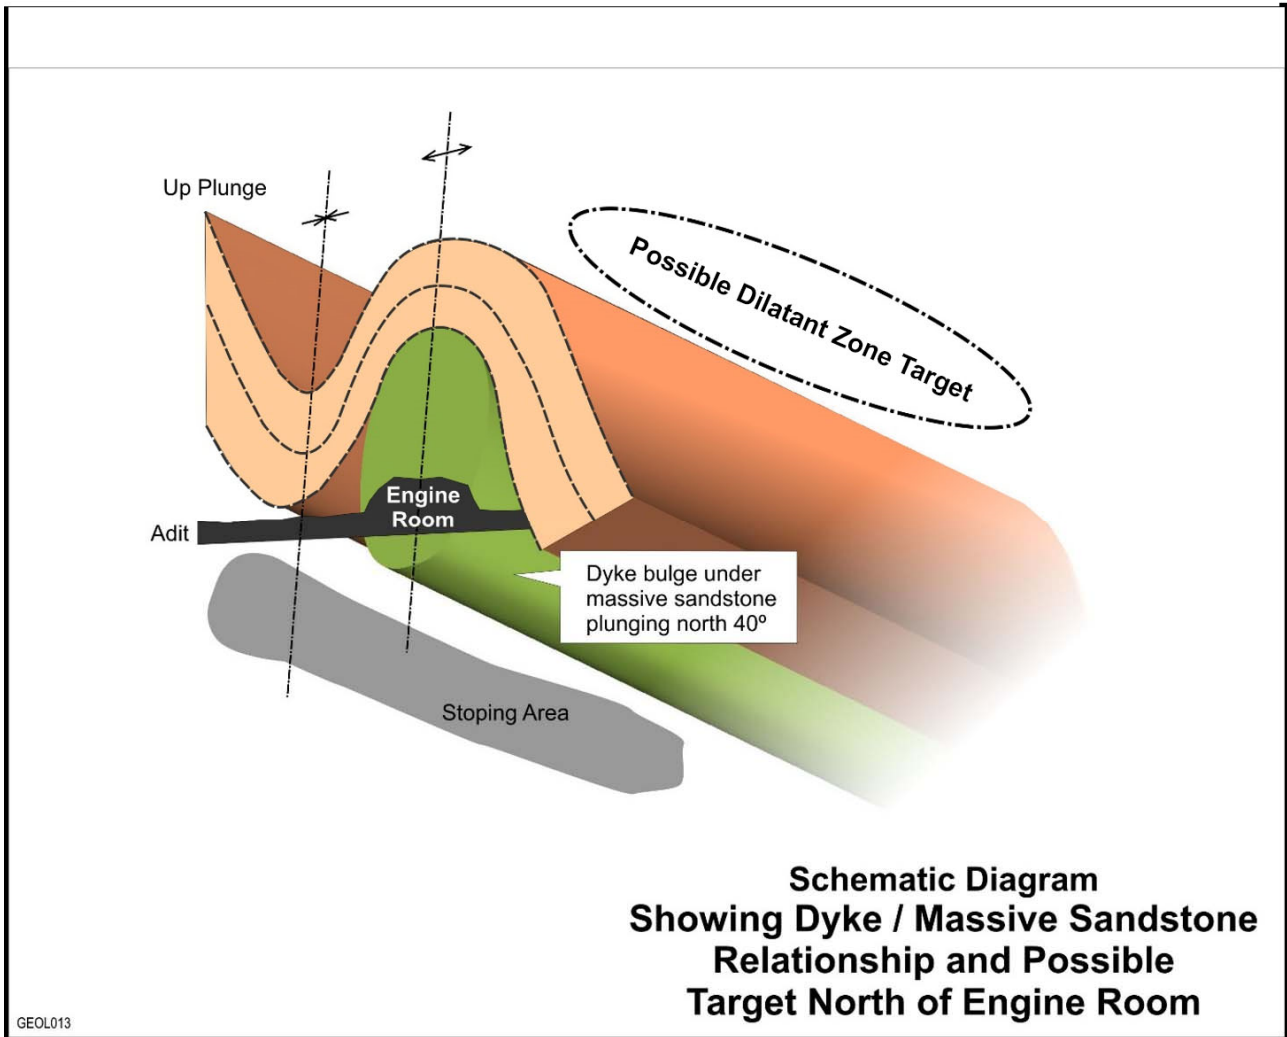 Up Plunge
Possible Dilatant Zone Target
Engine
Room
Adit
Dyke bulge under
massive sandstone
plunging north 40º
Stoping Area
Schematic Diagram
Showing Dyke / Massive Sandstone
Relationship and Possible
Target North of Engine Room
GEOL013